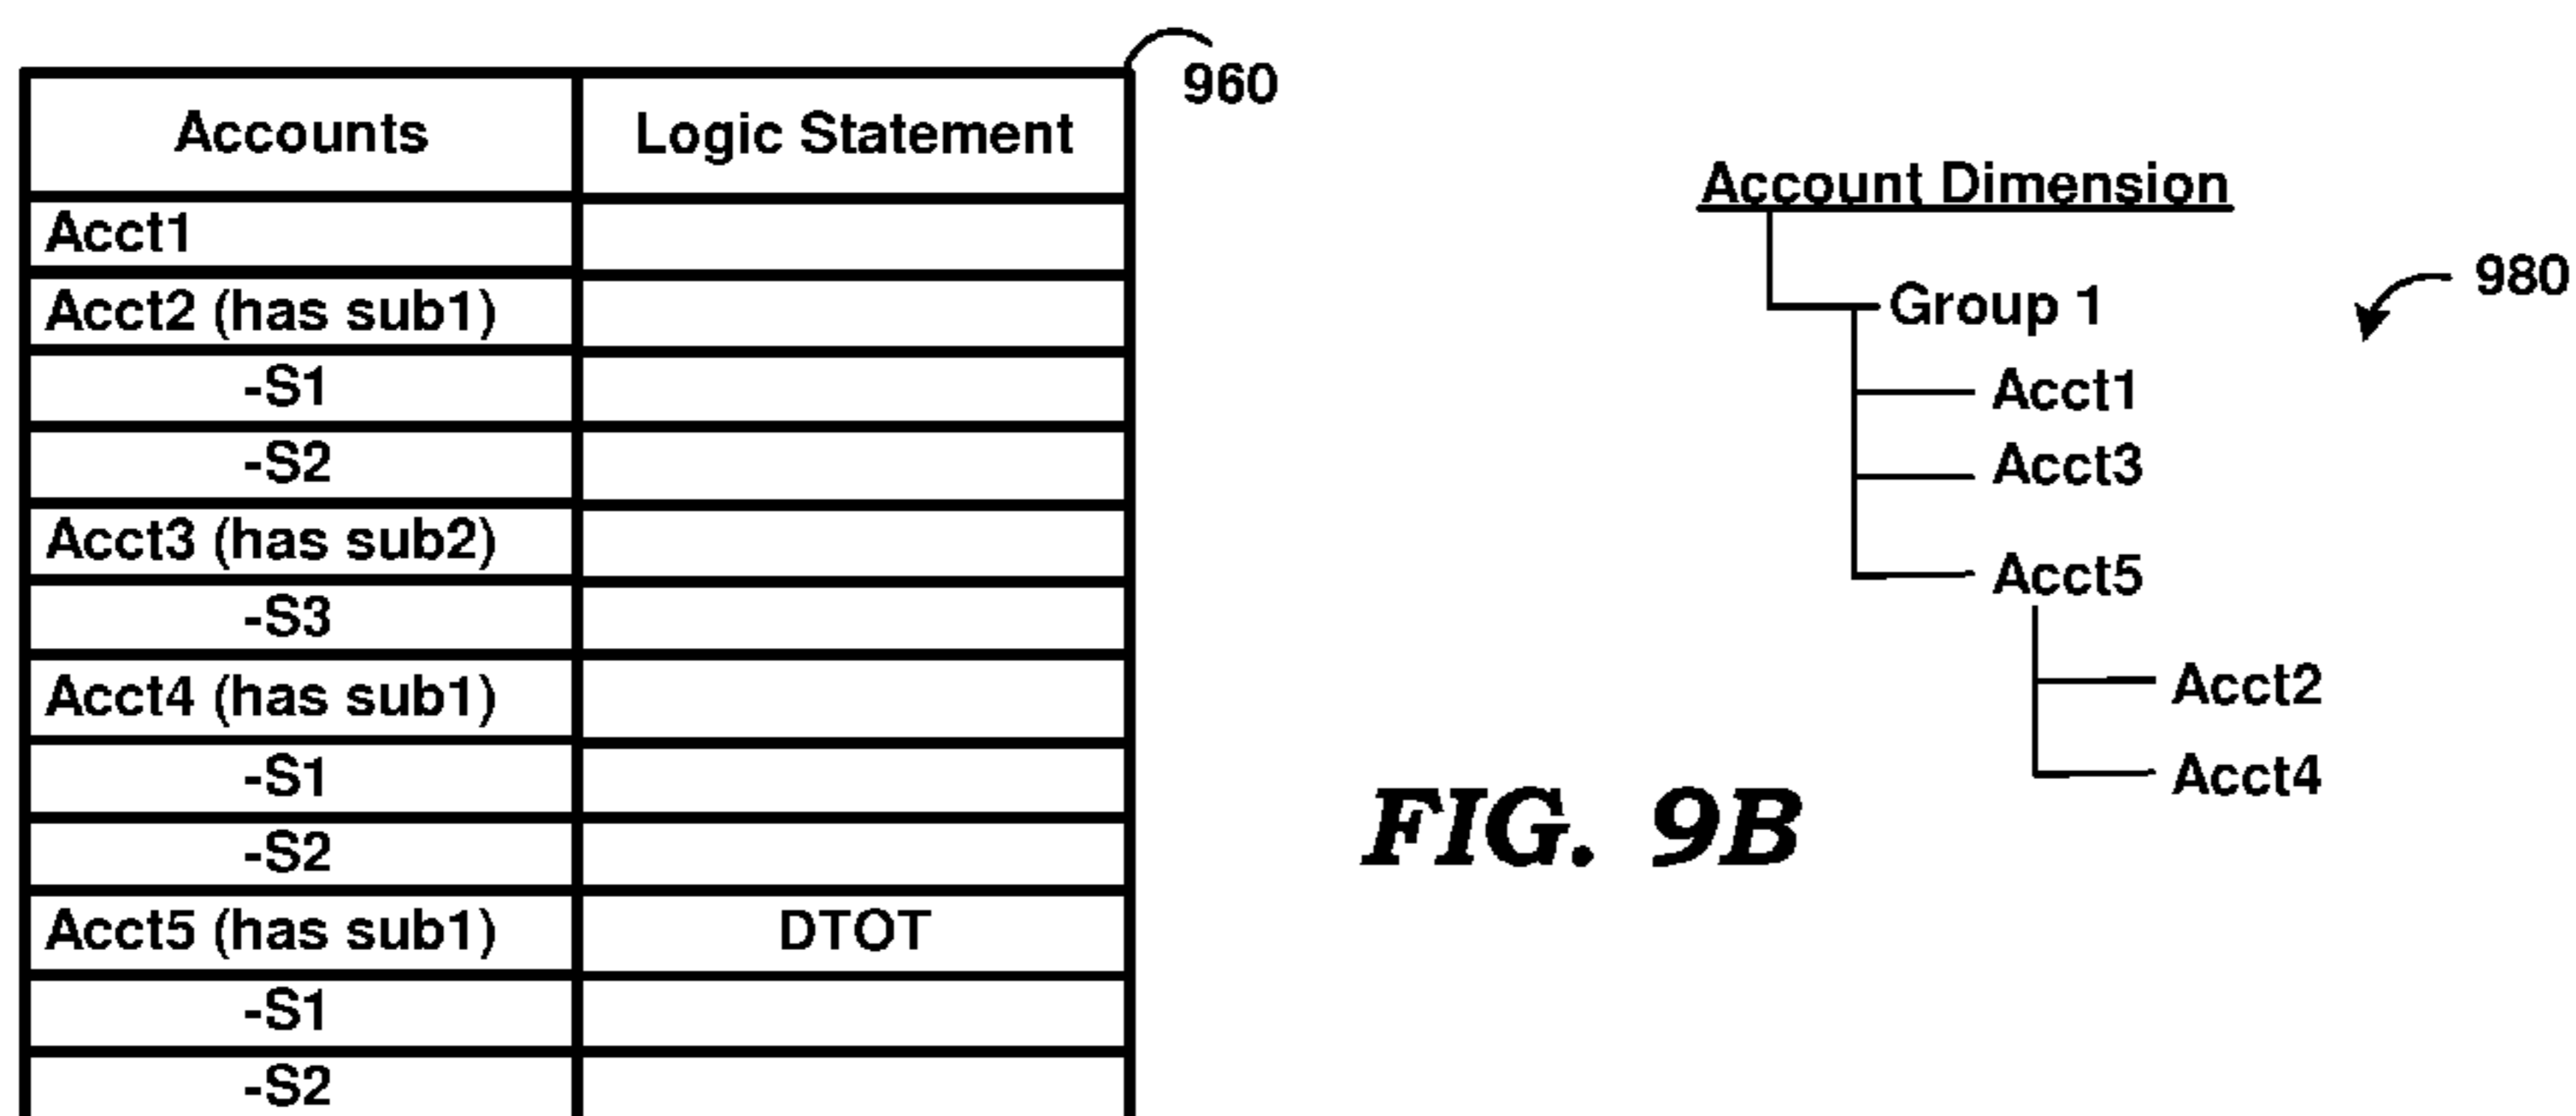 960
Accounts Logic Statement
Acct1
Acct2 (has sub1)
-S1
-S2
Acct3 (has sub2)
-S3
Acct4 (has sub1)
-S1
-S2
Acct5 (has sub1) DTOT
-S1
-S2
Account Dimension
980
Group 1
Acct1
Acct3
Acct5
Acct2
Acct4
FIG. 9B